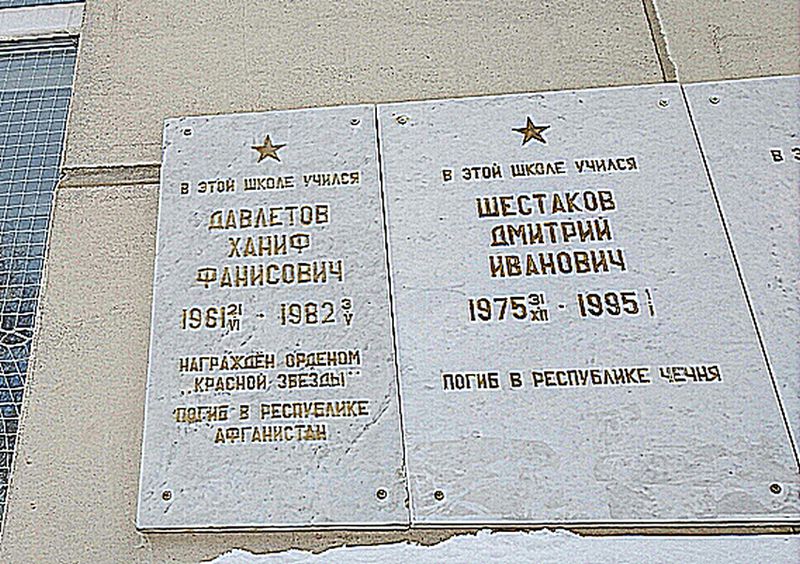 В ЭТОЙ ШКОЛЕ УЧИЛСЯ
ДАВЛЕТОВ
ХАНИФ
ФАНИСОВИЧ
1961 21/VI - 1982 3/V
НАГРАЖДЁН ОРДЕНОМ
„КРАСНОЙ ЗВЕЗДЫ"
ПОГИБ В РЕСПУБЛИКЕ
АФГАНИСТАН
В ЭТОЙ ШКОЛЕ УЧИЛСЯ
ШЕСТАКОВ
ДМИТРИЙ
ИВАНОВИЧ
1975 31/XII - 1995 1/I
ПОГИБ В РЕСПУБЛИКЕ ЧЕЧНЯ
В